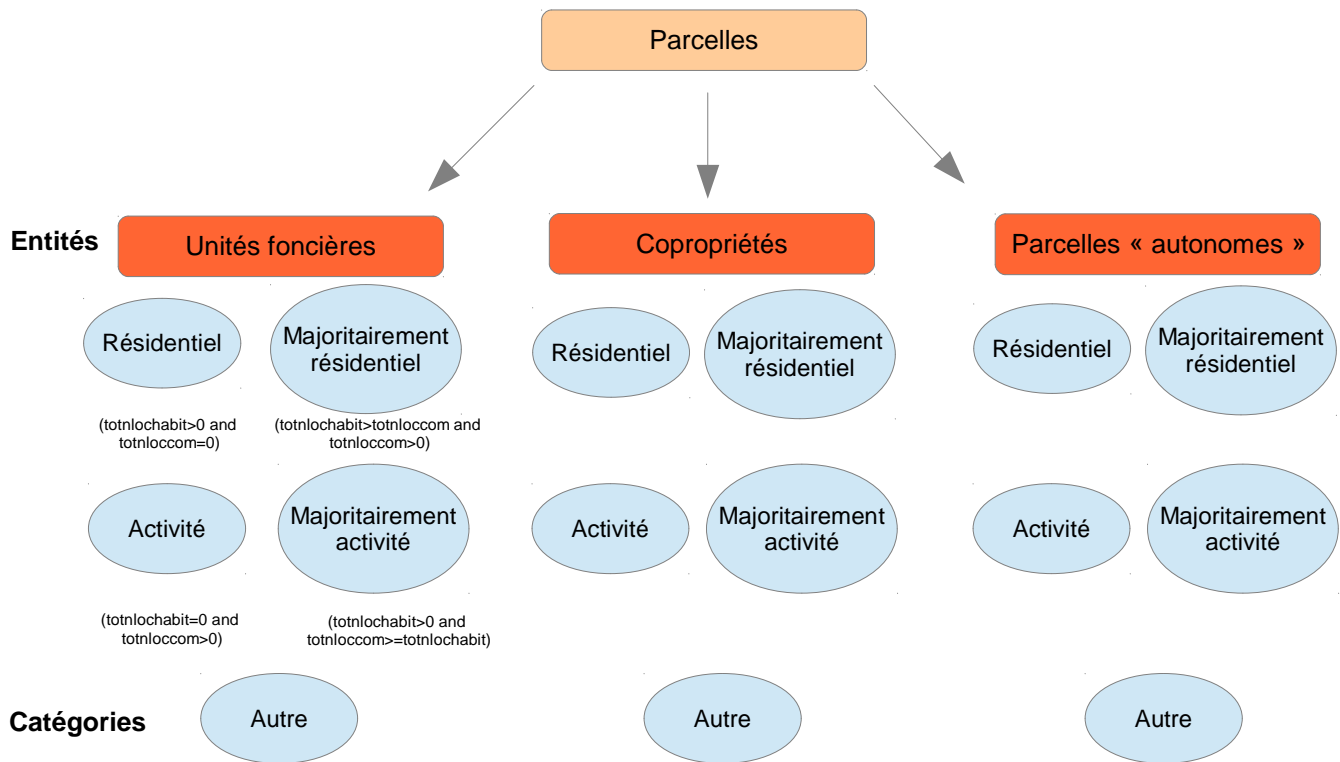 Parcelles
Entités
Unités foncières
Copropriétés
Parcelles « autonomes »
Résidentiel
Majoritairement
résidentiel
Résidentiel
Majoritairement
résidentiel
Résidentiel
Majoritairement
résidentiel
(totnlochabit>0 and
totnloccom=0)
(totnlochabit>totnloccom and
totnloccom>0)
Activité
Majoritairement
activité
Activité
Majoritairement
activité
Activité
Majoritairement
activité
(totnlochabit=0 and
totnloccom>0)
(totnlochabit>0 and
totnloccom>=totnlochabit)
Catégories
Autre
Autre
Autre